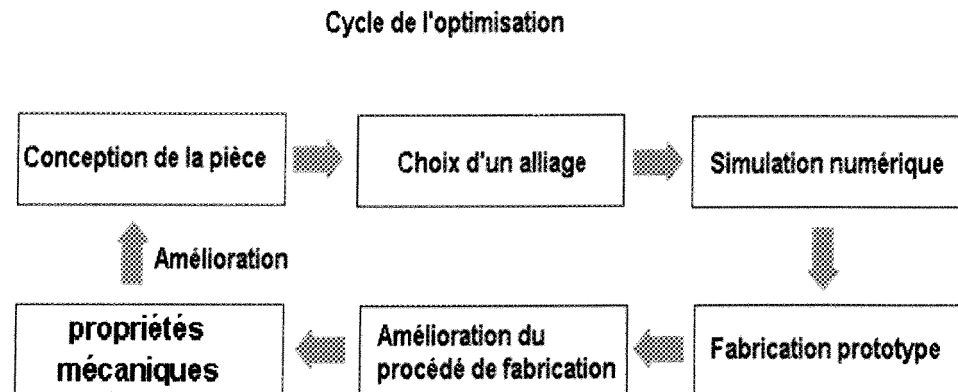 Cycle de l'optimisation
Conception de la pièce
Choix d'un alliage
Simulation numérique
Amélioration
propriétés
mécaniques
Amélioration du
procédé de fabrication
Fabrication prototype